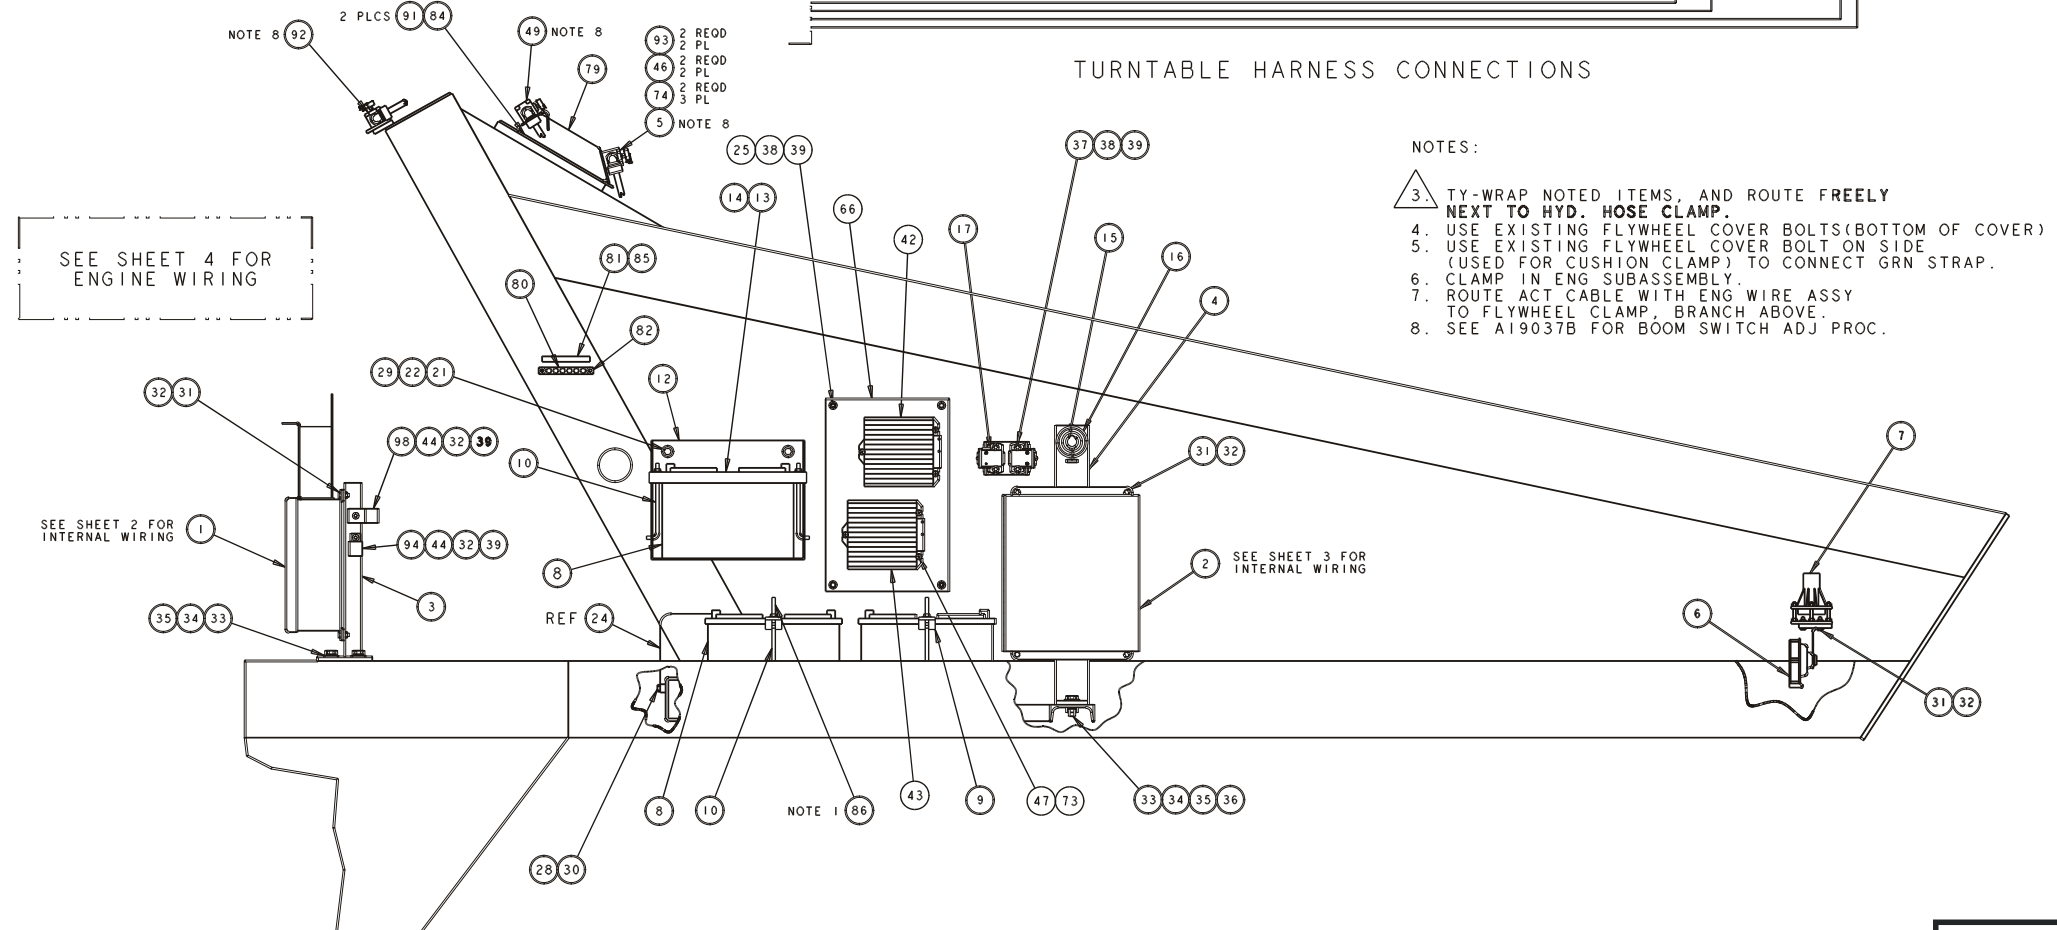 2 PLCS 91 84
NOTE 8 92
49 NOTE 8
93 2 REQD
2 PL
46 2 REQD
2 PL
74 2 REQD
3 PL
5 NOTE 8
79
TURNTABLE HARNESS CONNECTIONS
25 38 39
37 38 39
14 13
66
42
17
15
16
4
NOTES:
3. TY-WRAP NOTED ITEMS, AND ROUTE FREELY
NEXT TO HYD. HOSE CLAMP.
4. USE EXISTING FLYWHEEL COVER BOLTS(BOTTOM OF COVER)
5. USE EXISTING FLYWHEEL COVER BOLT ON SIDE
(USED FOR CUSHION CLAMP) TO CONNECT GRN STRAP.
6. CLAMP IN ENG SUBASSEMBLY.
7. ROUTE ACT CABLE WITH ENG WIRE ASSY
TO FLYWHEEL CLAMP, BRANCH ABOVE.
8. SEE A19037B FOR BOOM SWITCH ADJ PROC.
SEE SHEET 4 FOR
ENGINE WIRING
81 85
80
82
29 22 21
12
32 31
98 44 32 39
10
31 32
7
SEE SHEET 2 FOR
INTERNAL WIRING
1
94 44 32 39
8
2
SEE SHEET 3 FOR
INTERNAL WIRING
3
35 34 33
REF 24
6
31 32
8
10
NOTE 1 86
43
9
47 73
33 34 35 36
28 30